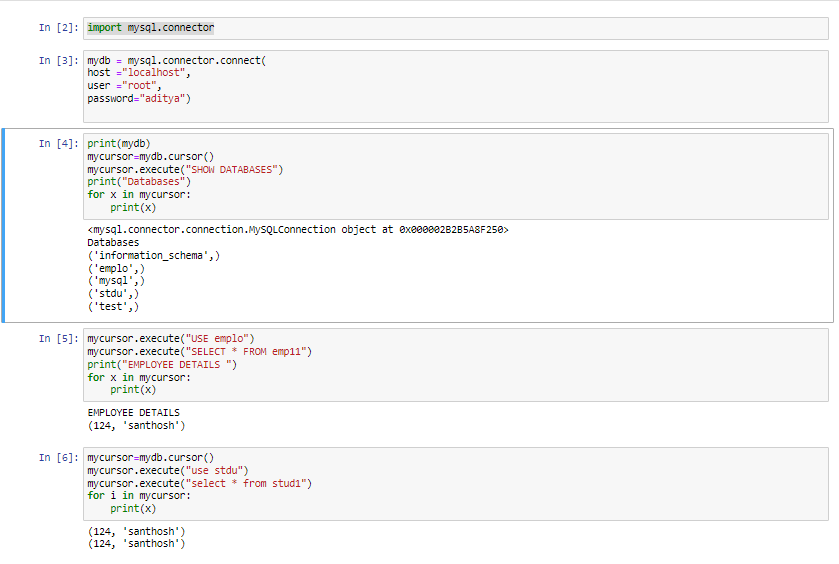 In [2]: import mysql.connector
In [3]: mydb = mysql.connector.connect(
host ="localhost",
user ="root",
password="aditya")
In [4]: print(mydb)
mycursor=mydb.cursor()
mycursor.execute("SHOW DATABASES")
print("Databases")
for x in mycursor:
    print(x)
<mysql.connector.connection.MySQLConnection object at 0x000002B2B5A8F250>
Databases
('information_schema',)
('emplo',)
('mysql',)
('stdu',)
('test',)
In [5]: mycursor.execute("USE emplo")
mycursor.execute("SELECT * FROM emp11")
print("EMPLOYEE DETAILS ")
for x in mycursor:
    print(x)
EMPLOYEE DETAILS
(124, 'santhosh')
In [6]: mycursor=mydb.cursor()
mycursor.execute("use stdu")
mycursor.execute("select * from stud1")
for i in mycursor:
    print(x)
(124, 'santhosh')
(124, 'santhosh')